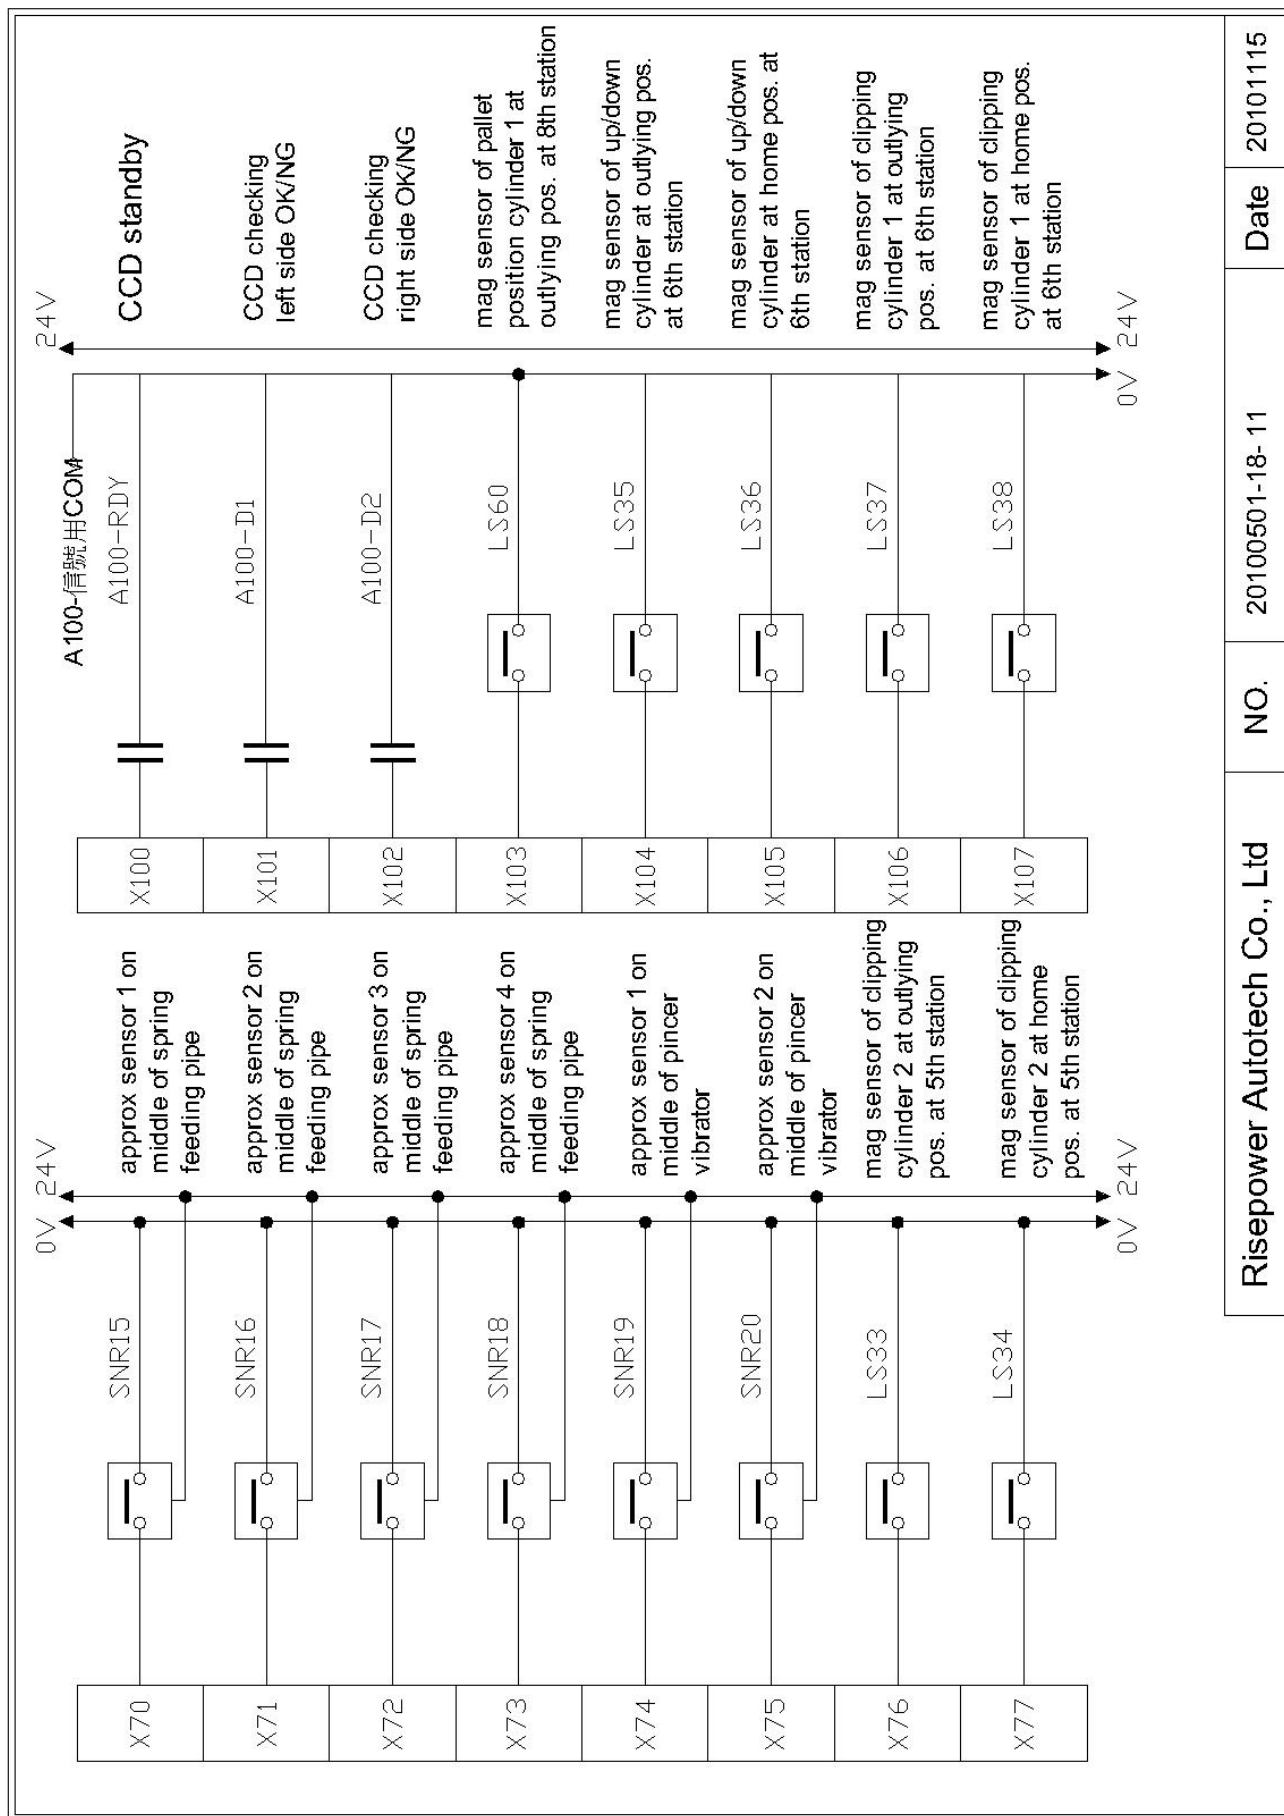 0V 24V
X70
SNR15
approx sensor 1 on
middle of spring
feeding pipe
X71
SNR16
approx sensor 2 on
middle of spring
feeding pipe
X72
SNR17
approx sensor 3 on
middle of spring
feeding pipe
X73
SNR18
approx sensor 4 on
middle of spring
feeding pipe
X74
SNR19
approx sensor 1 on
middle of pincer
vibrator
X75
SNR20
approx sensor 2 on
middle of pincer
vibrator
X76
LS33
mag sensor of clipping
cylinder 2 at outlying
pos. at 5th station
X77
LS34
mag sensor of clipping
cylinder 2 at home
pos. at 5th station
0V 24V
24V
A100-信號用COM
X100
A100-RDY
CCD standby
X101
A100-D1
CCD checking
left side OK/NG
X102
A100-D2
CCD checking
right side OK/NG
X103
LS60
mag sensor of pallet
position cylinder 1 at
outlying pos. at 8th station
X104
LS35
mag sensor of up/down
cylinder at outlying pos.
at 6th station
X105
LS36
mag sensor of up/down
cylinder at home pos. at
6th station
X106
LS37
mag sensor of clipping
cylinder 1 at outlying
pos. at 6th station
X107
LS38
mag sensor of clipping
cylinder 1 at home pos.
at 6th station
0V 24V
Risepower Autotech Co., Ltd
NO.
20100501-18- 11
Date
20101115